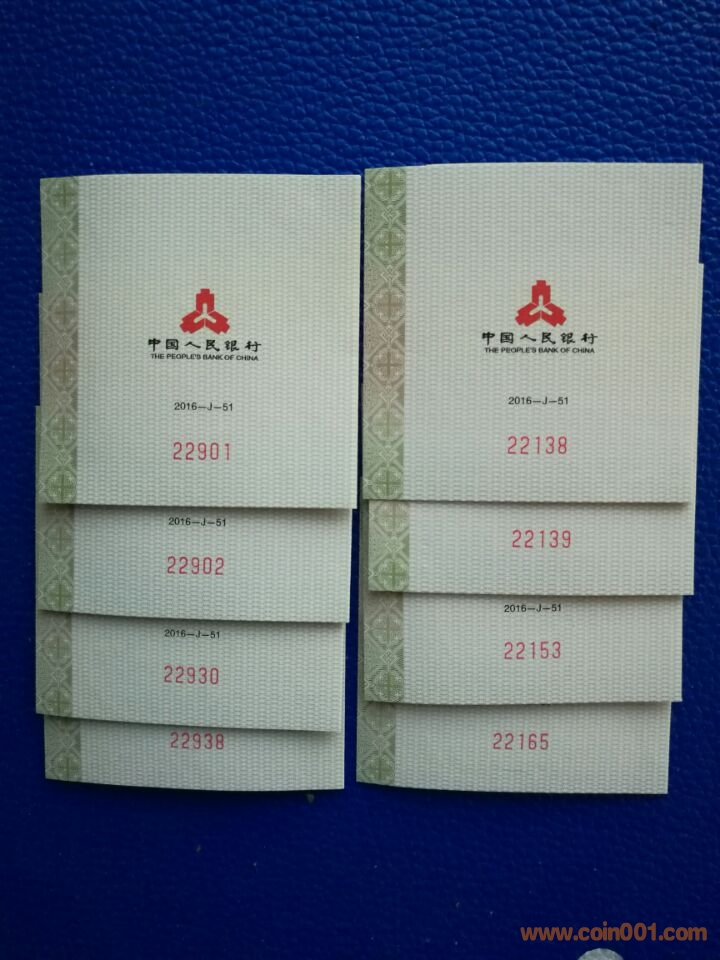 中国人民银行
THE PEOPLE'S BANK OF CHINA
2016-J-51
22901
2016-J-51
22902
2016-J-51
22930
22938
中国人民银行
THE PEOPLE'S BANK OF CHINA
2016-J-51
22138
22139
2016-J-51
22153
22165
www.coin001.com